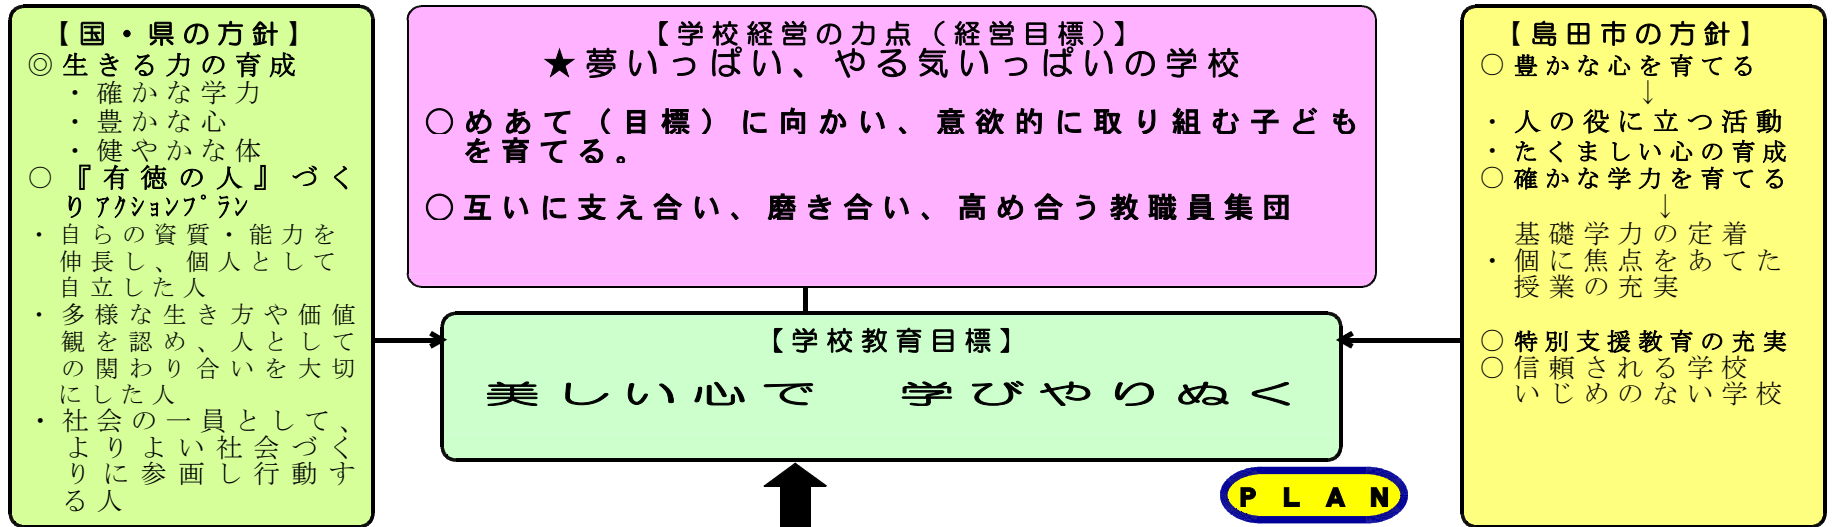 【国・県の方針】
◎生きる力の育成
・確かな学力
・豊かな心
・健やかな体
○『有徳の人』づく
りｱｸｼｮﾝﾌﾟﾗﾝ
・自らの資質・能力を
伸長し、個人として
自立した人
・多様な生き方や価値
観を認め、人として
の関わり合いを大切
にした人
・社会の一員として、
よりよい社会づく
りに参画し行動す
る人
【学校経営の力点（経営目標）】
★夢いっぱい、やる気いっぱいの学校
○めあて（目標）に向かい、意欲的に取り組む子ども
を育てる。
○互いに支え合い、磨き合い、高め合う教職員集団
【学校教育目標】
美しい心で　学びやりぬく
PLAN
【島田市の方針】
○豊かな心を育てる
↓
・人の役に立つ活動
・たくましい心の育成
○確かな学力を育てる
↓
基礎学力の定着
・個に焦点をあてた
授業の充実
○特別支援教育の充実
○信頼される学校
いじめのない学校